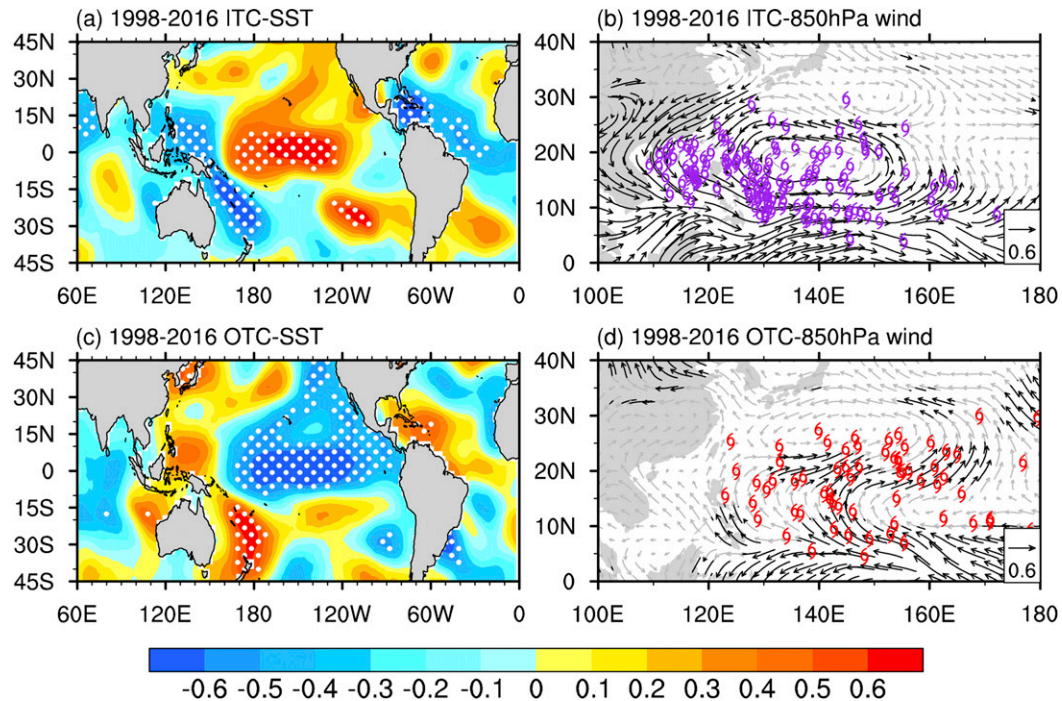 (a) 1998-2016 ITC-SST
(b) 1998-2016 ITC-850hPa wind
45N
30N
15N
0
15S
30S
45S
60E 120E 180 120W 60W 0
40N
30N
20N
10N
0
0.6
100E 120E 140E 160E 180
(c) 1998-2016 OTC-SST
(d) 1998-2016 OTC-850hPa wind
45N
30N
15N
0
15S
30S
45S
60E 120E 180 120W 60W 0
40N
30N
20N
10N
0
0.6
100E 120E 140E 160E 180
-0.6 -0.5 -0.4 -0.3 -0.2 -0.1 0 0.1 0.2 0.3 0.4 0.5 0.6